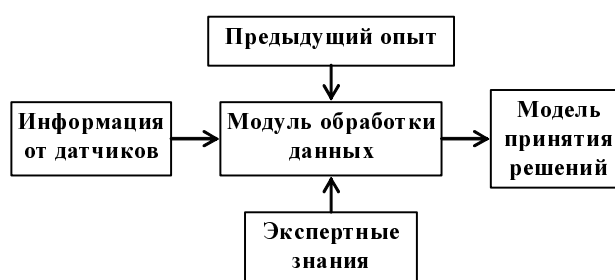 Предыдущий опыт
Информация
от датчиков
Модуль обработки
данных
Модель
принятия
решений
Экспертные
знания